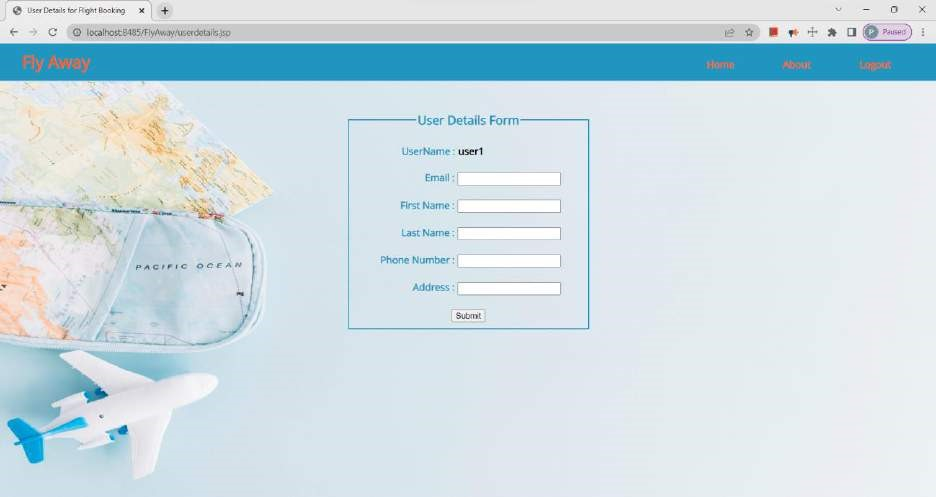 User Details for Flight Booking
localhost:8485/FlyAway/userdetails.jsp
P Paused
Fly Away
Home About Logout
User Details Form
UserName : user1
Email :
First Name :
Last Name :
Phone Number :
Address :
Submit
PACIFIC OCEAN